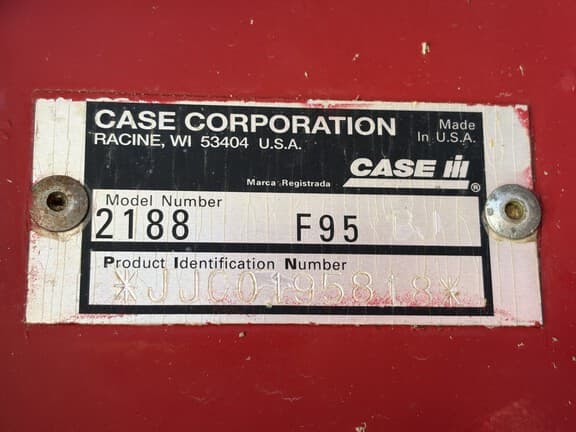 CASE CORPORATION
RACINE, WI 53404 U.S.A.
Made
In U.S.A.
CASE IH
®
Marca Registrada
Model Number
2188 F95
Product Identification Number
*JJC0195818*